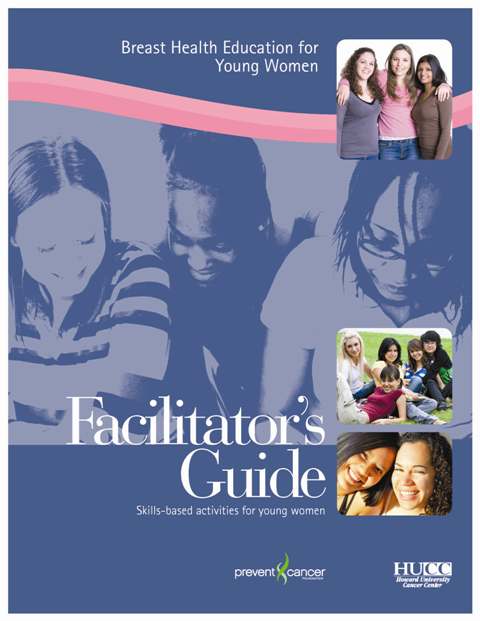 Breast Health Education for
Young Women
Facilitator's
Guide
Skills-based activities for young women
prevent cancer
FOUNDATION
HUCC
Howard University
Cancer Center